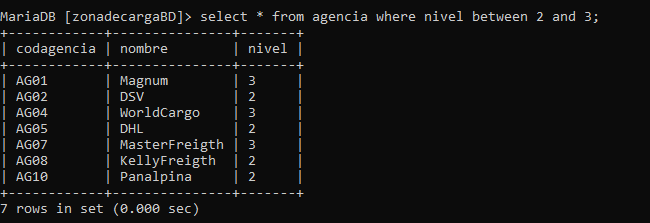 MariaDB [zonadecargaBD]> select * from agencia where nivel between 2 and 3;
+------------+---------------+-------+
| codagencia | nombre        | nivel |
+------------+---------------+-------+
| AG01       | Magnum        | 3     |
| AG02       | DSV           | 2     |
| AG04       | WorldCargo    | 3     |
| AG05       | DHL           | 2     |
| AG07       | MasterFreigth | 3     |
| AG08       | KellyFreigth  | 2     |
| AG10       | Panalpina     | 2     |
+------------+---------------+-------+
7 rows in set (0.000 sec)